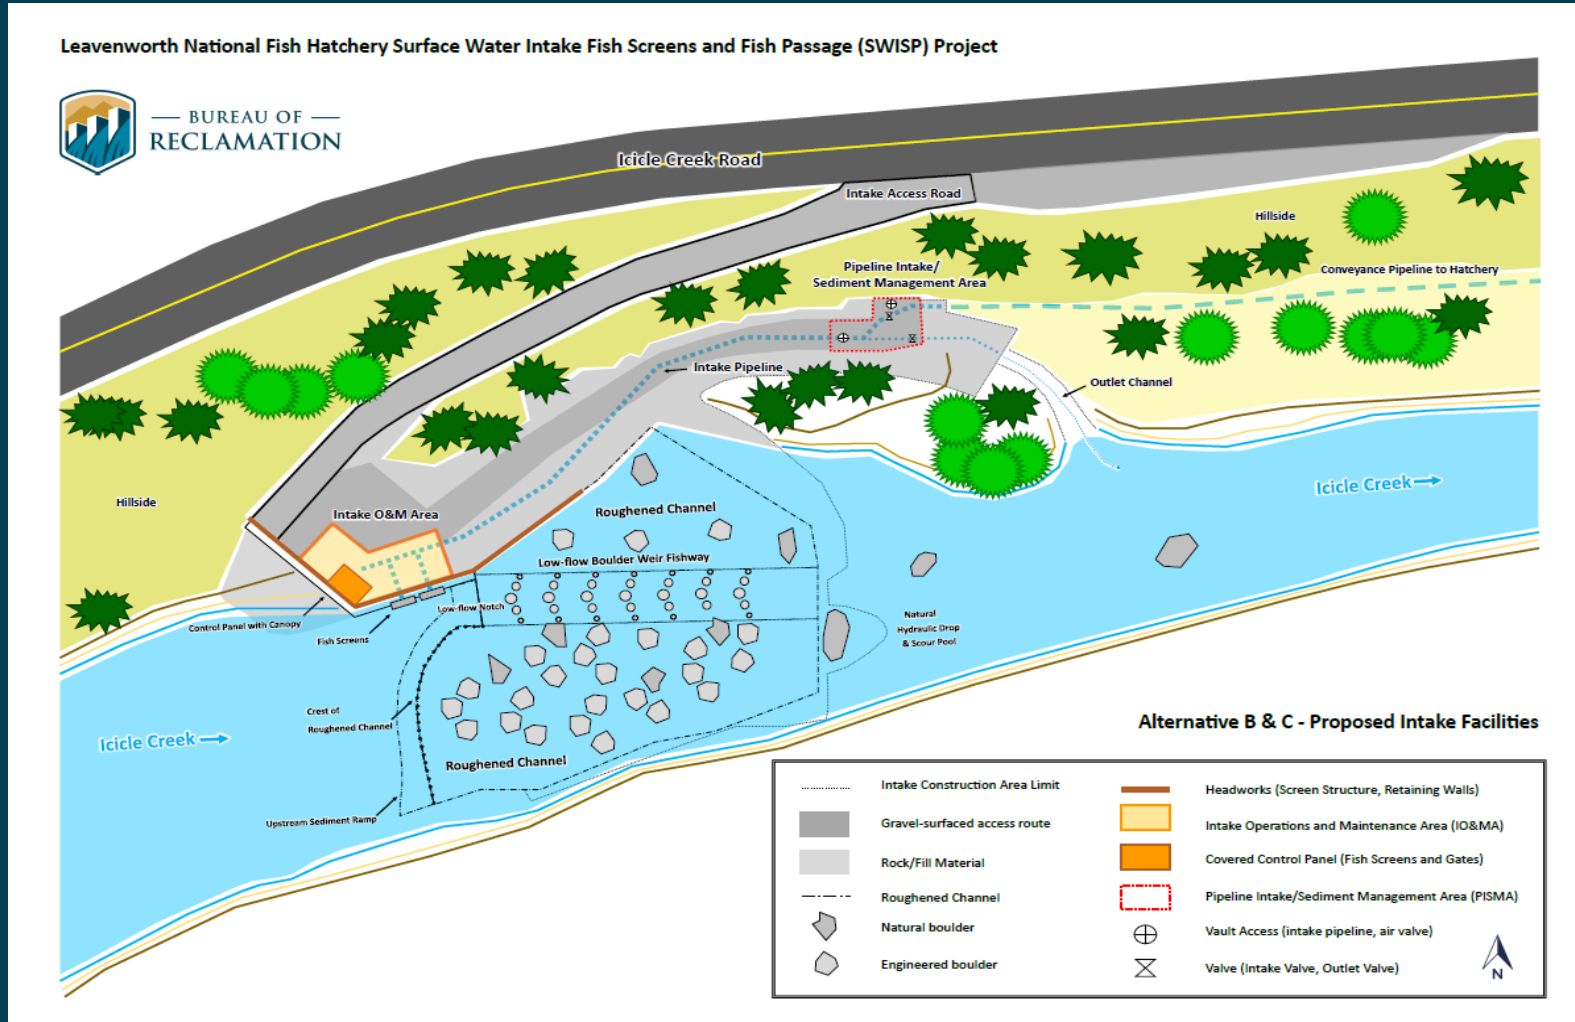 Leavenworth National Fish Hatchery Surface Water Intake Fish Screens and Fish Passage (SWISP) Project
BUREAU OF
RECLAMATION
Icicle Creek Road
Intake Access Road
Hillside
Pipeline Intake/
Sediment Management Area
Conveyance Pipeline to Hatchery
Intake Pipeline
Outlet Channel
Hillside
Intake O&M Area
Roughened Channel
Icicle Creek
Low-flow Boulder Weir Fishway
Low-flow Notch
Control Panel with Canopy
Fish Screens
Natural
Hydraulic Drop
& Scour Pool
Crest of
Roughened Channel
Icicle Creek
Roughened Channel
Upstream Sediment Ramp
Alternative B & C - Proposed Intake Facilities
Intake Construction Area Limit
Gravel-surfaced access route
Rock/Fill Material
Roughened Channel
Natural boulder
Engineered boulder
Headworks (Screen Structure, Retaining Walls)
Intake Operations and Maintenance Area (IO&MA)
Covered Control Panel (Fish Screens and Gates)
Pipeline Intake/Sediment Management Area (PISMA)
Vault Access (intake pipeline, air valve)
Valve (Intake Valve, Outlet Valve)
N